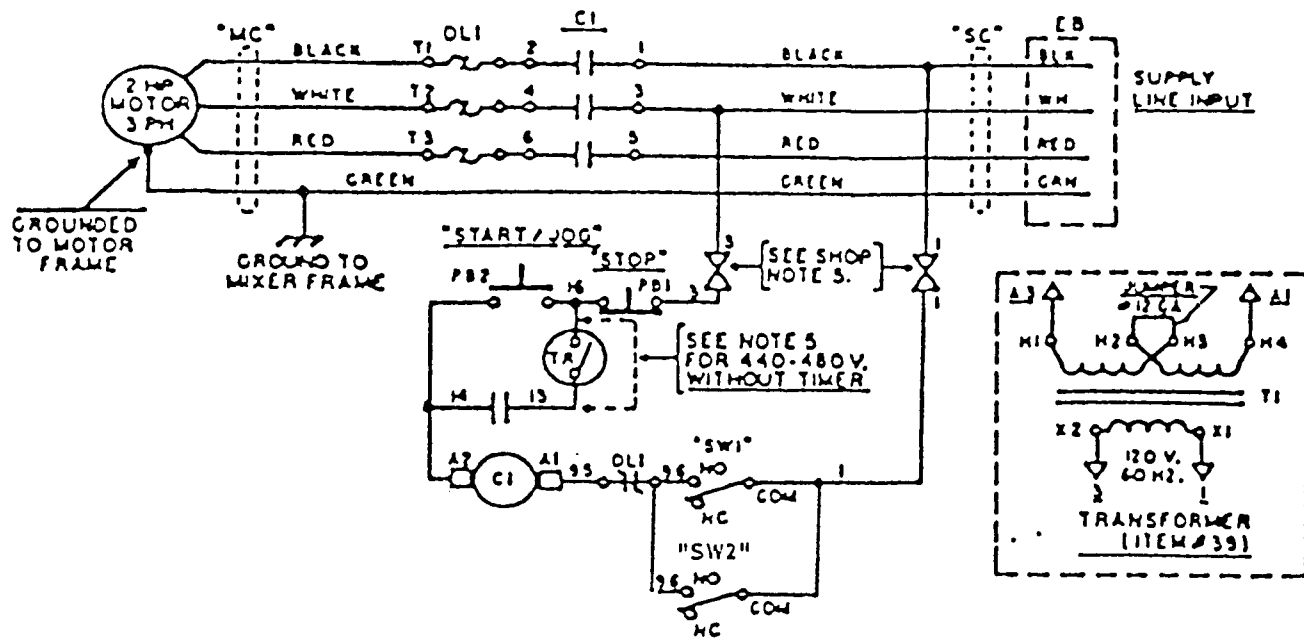 "MC"
OL1
C1
"SC"
EB
BLACK
T1
2
1
BLACK
BLK
2 HP
MOTOR
3 PH
WHITE
T2
4
3
WHITE
WH
SUPPLY
LINE INPUT
RED
T3
6
5
RED
RED
GREEN
GREEN
GRN
GROUNDED
TO MOTOR
FRAME
GROUND TO
MIXER FRAME
"START/JOG"
"STOP"
PB2
PB1
3
3
SEE SHOP
NOTE 5.
1
1
TR
SEE NOTE 5
FOR 440-480V.
WITHOUT TIMER
14
13
A2
C1
A1
95
OL1
96
"SW1"
NO
COM
NC
1
"SW2"
96
NO
COM
NC
A3
JUMPER
#12 GA
A1
H1
H2
H3
H4
T1
X2
X1
120 V.
60 HZ.
1
TRANSFORMER
(ITEM #39)